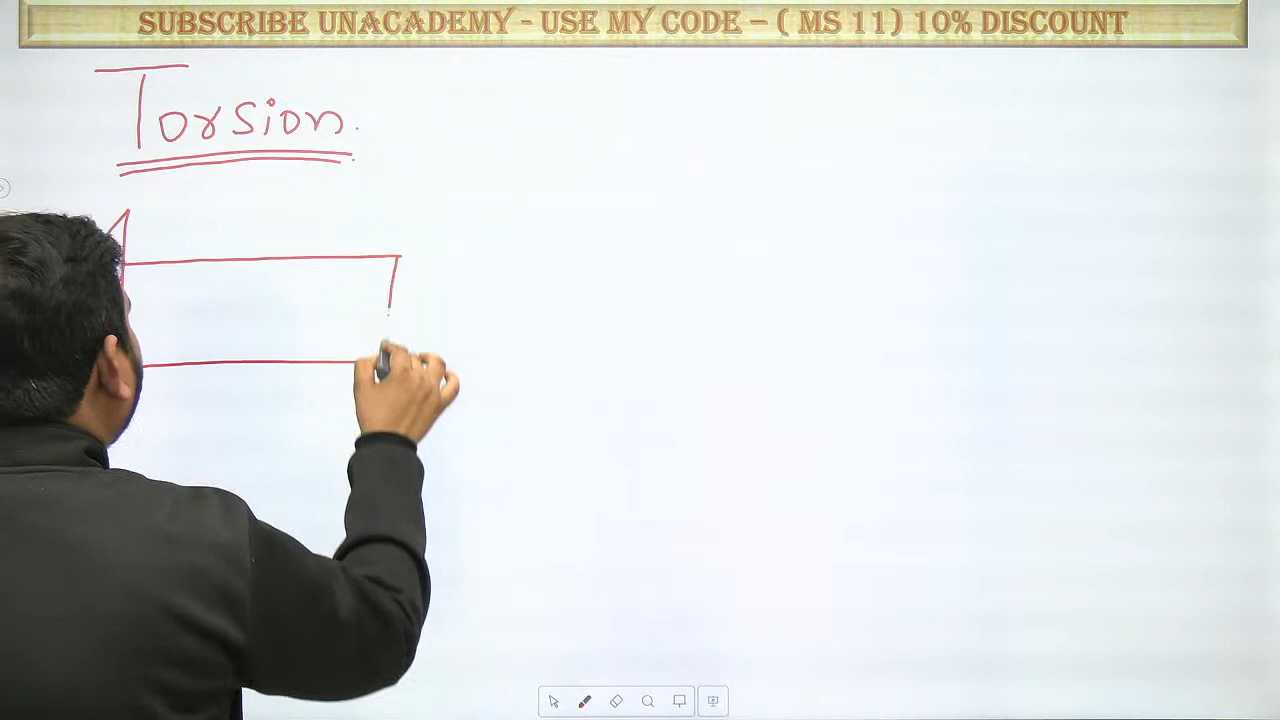 SUBSCRIBE UNACADEMY - USE MY CODE – ( MS 11) 10% DISCOUNT
Torsion.